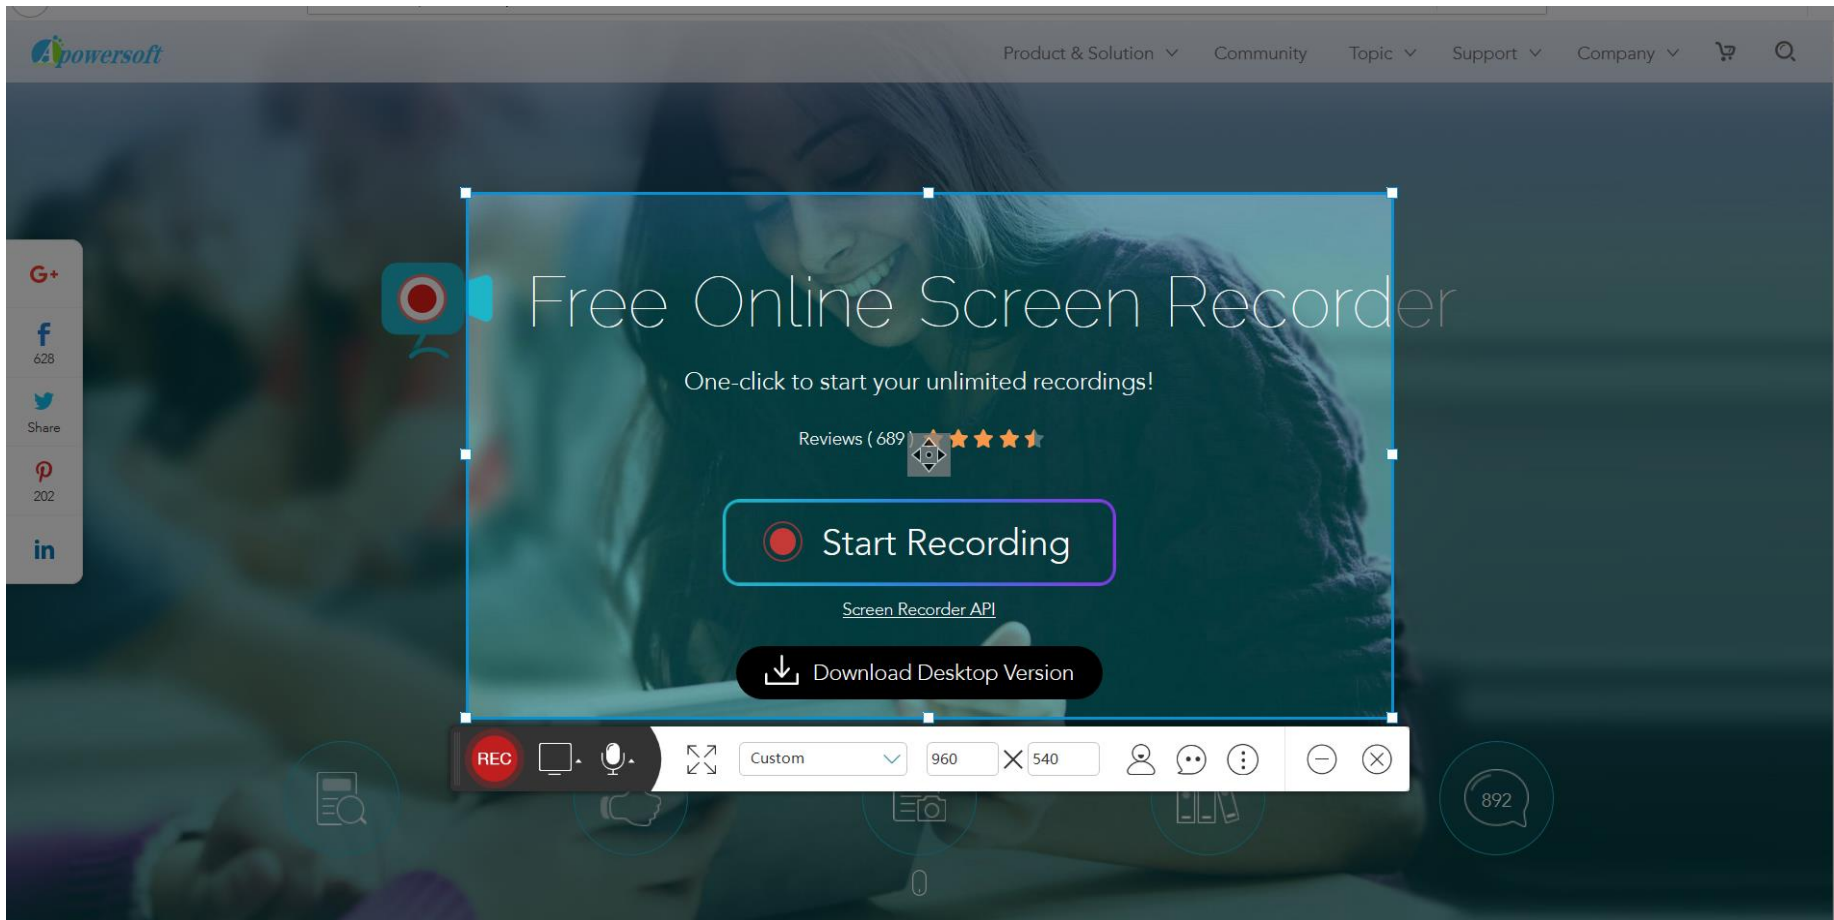 Apowersoft
Product & Solution
Community
Topic
Support
Company
G+
f
628
Share
202
in
Free Online Screen Recorder
One-click to start your unlimited recordings!
Reviews ( 689 )
Start Recording
Screen Recorder API
Download Desktop Version
REC
Custom
960
540
892